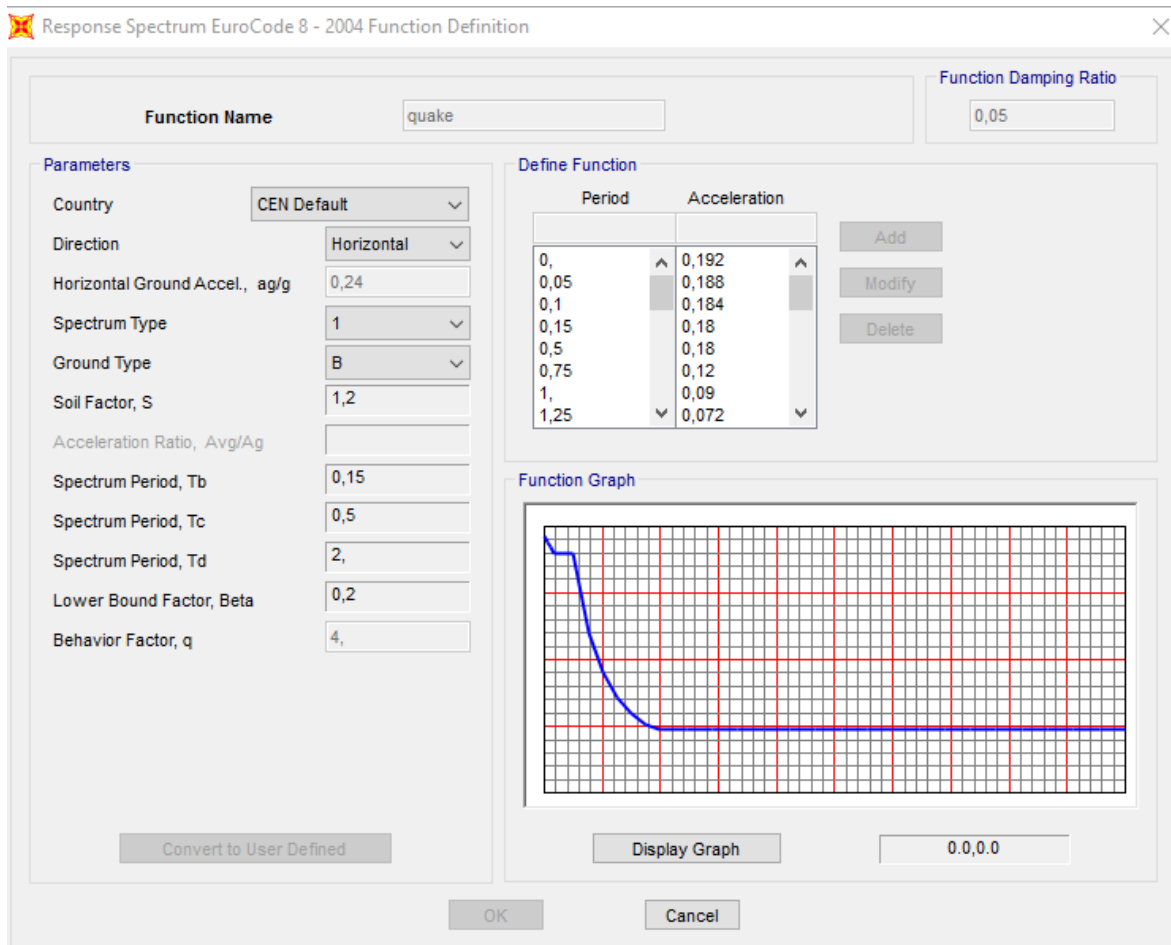 Response Spectrum EuroCode 8 - 2004 Function Definition
Function Name
quake
Function Damping Ratio
0,05
Parameters
Country CEN Default
Direction Horizontal
Horizontal Ground Accel., ag/g 0,24
Spectrum Type 1
Ground Type B
Soil Factor, S 1,2
Acceleration Ratio, Avg/Ag
Spectrum Period, Tb 0,15
Spectrum Period, Tc 0,5
Spectrum Period, Td 2,
Lower Bound Factor, Beta 0,2
Behavior Factor, q 4,
Convert to User Defined
Define Function
Period Acceleration
0, 0,192
0,05 0,188
0,1 0,184
0,15 0,18
0,5 0,18
0,75 0,12
1, 0,09
1,25 0,072
Add
Modify
Delete
Function Graph
Display Graph 0.0,0.0
OK Cancel